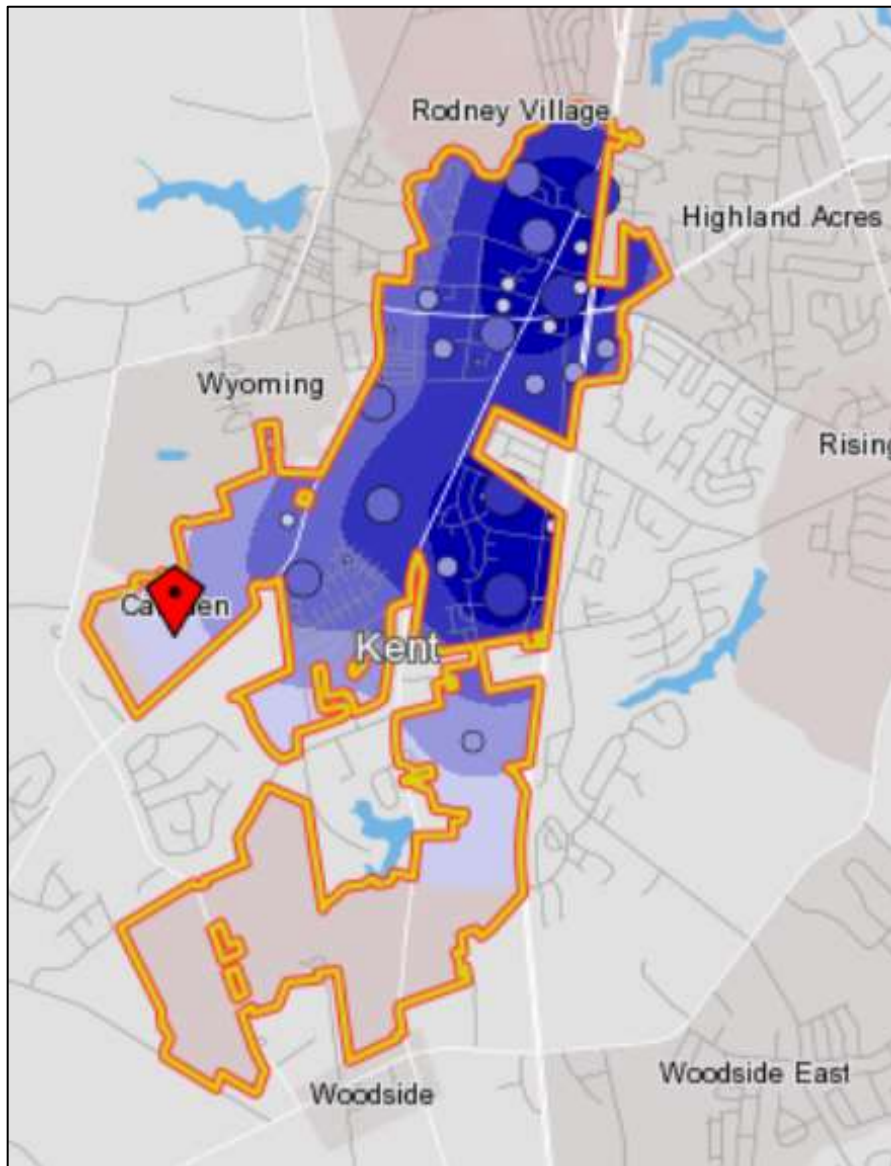 Rodney Village
Highland Acres
Wyoming
Rising
Kent
Woodside East
Woodside